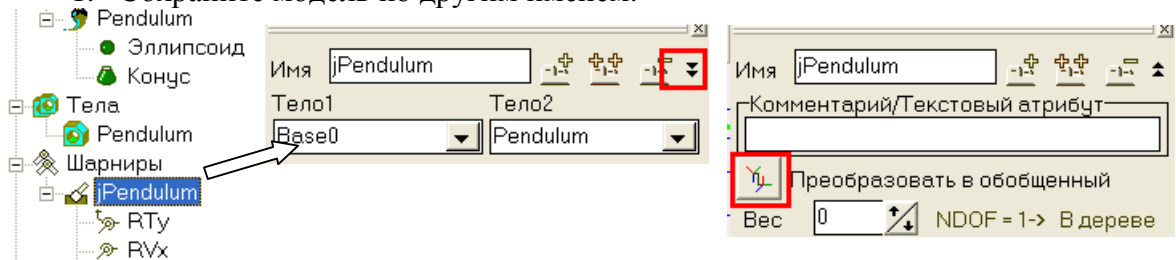 Pendulum
Эллипсоид
Конус
Тела
Pendulum
Шарниры
jPendulum
RTy
RVx
Имя jPendulum
Тело1 Тело2
Base0 Pendulum
Имя jPendulum
Комментарий/Текстовый атрибут
Преобразовать в обобщенный
Вес 0 NDOF = 1-> В дереве